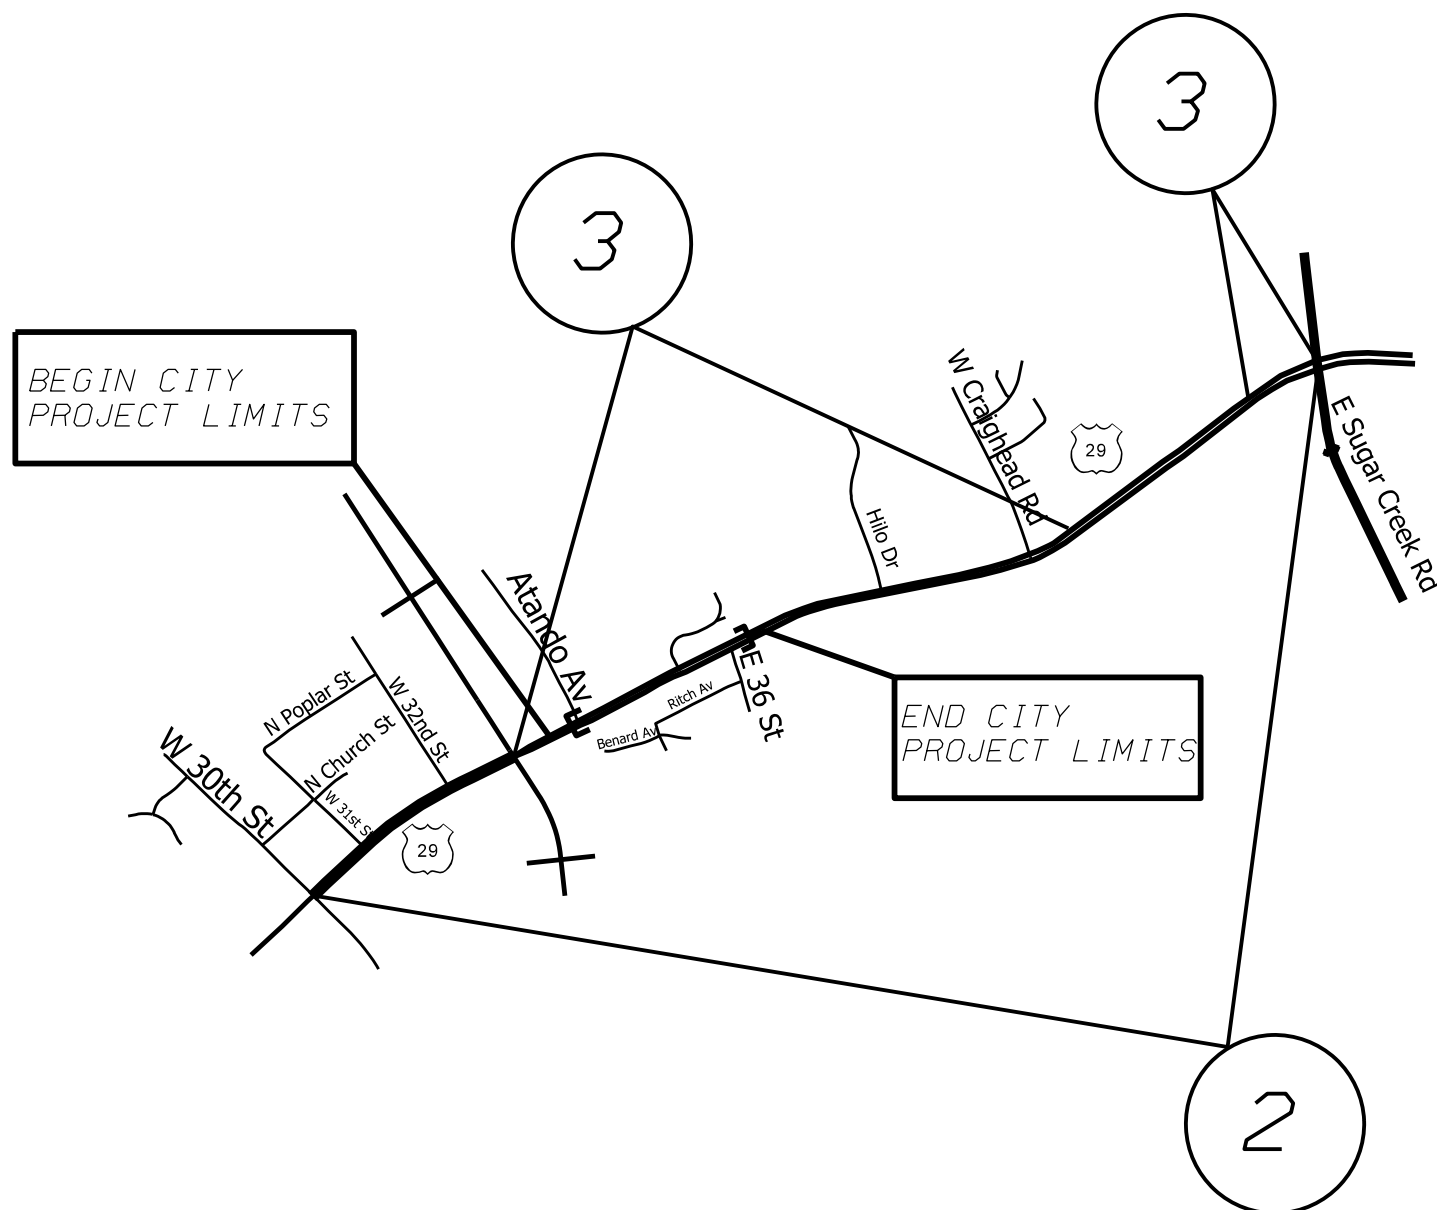 3
3
BEGIN CITY
PROJECT LIMITS
W Craighead Rd
29
E Sugar Creek Rd
Hilo Dr
Atando Av
E 36 St
Ritch Av
Benard Av
END CITY
PROJECT LIMITS
N Poplar St
W 32nd St
N Church St
W 30th St
W 31st St
29
2